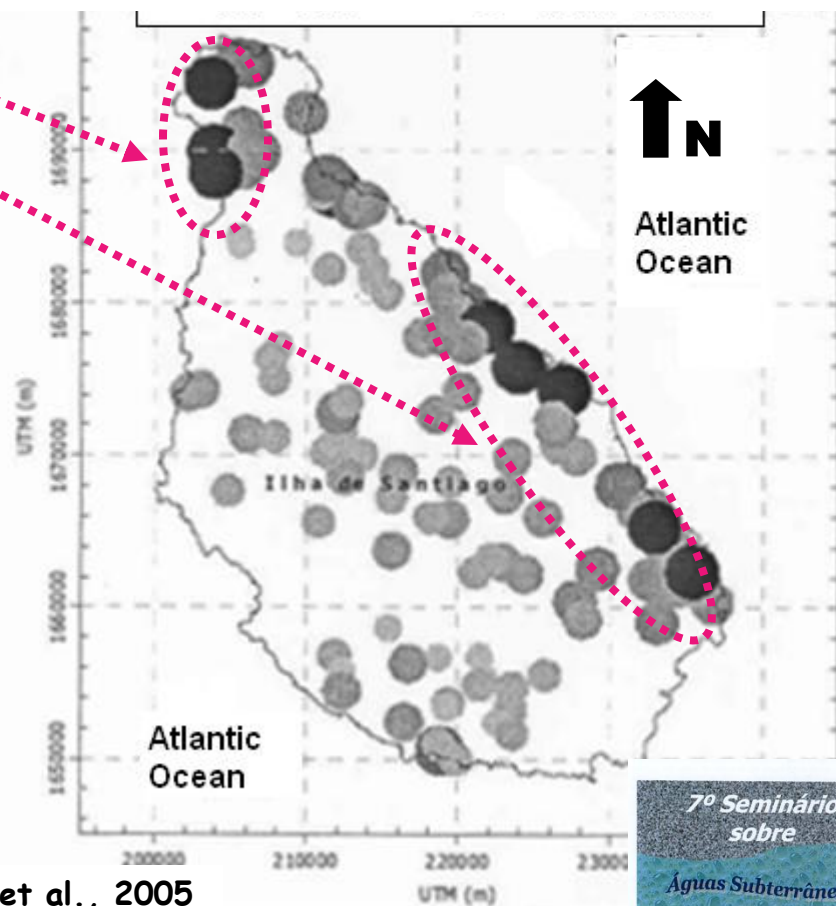 N
Atlantic
Ocean
1690000
1680000
UTM (m)
1670000
Ilha de Santiago
1660000
Atlantic
Ocean
1650000
7º Seminário
sobre
Águas
200000
210000
220000
UTM (m)
et al., 2005